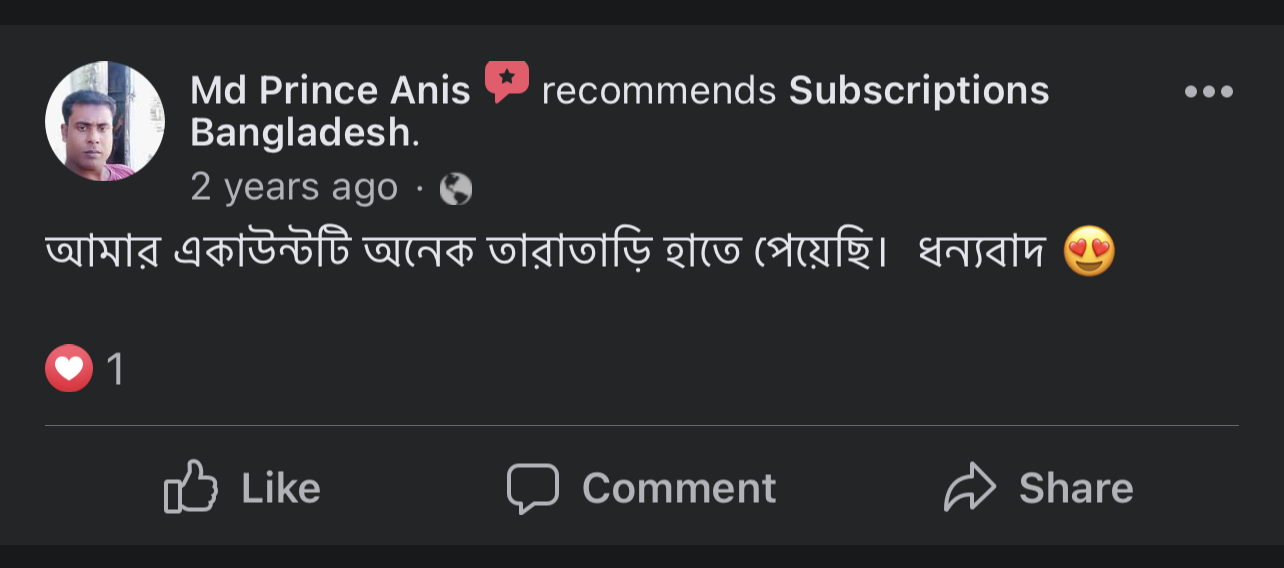 Md Prince Anis recommends Subscriptions
Bangladesh.
2 years ago ·
আমার একাউন্টটি অনেক তারাতাড়ি হাতে পেয়েছি। ধন্যবাদ 😍
1
Like Comment Share